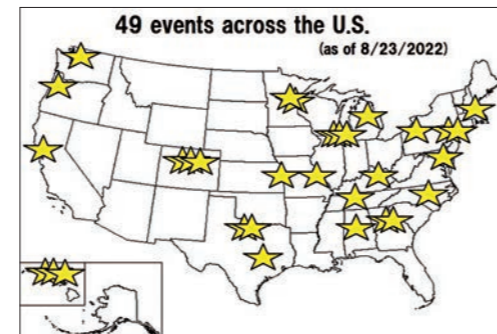 49 events across the U.S.
(as of 8/23/2022)